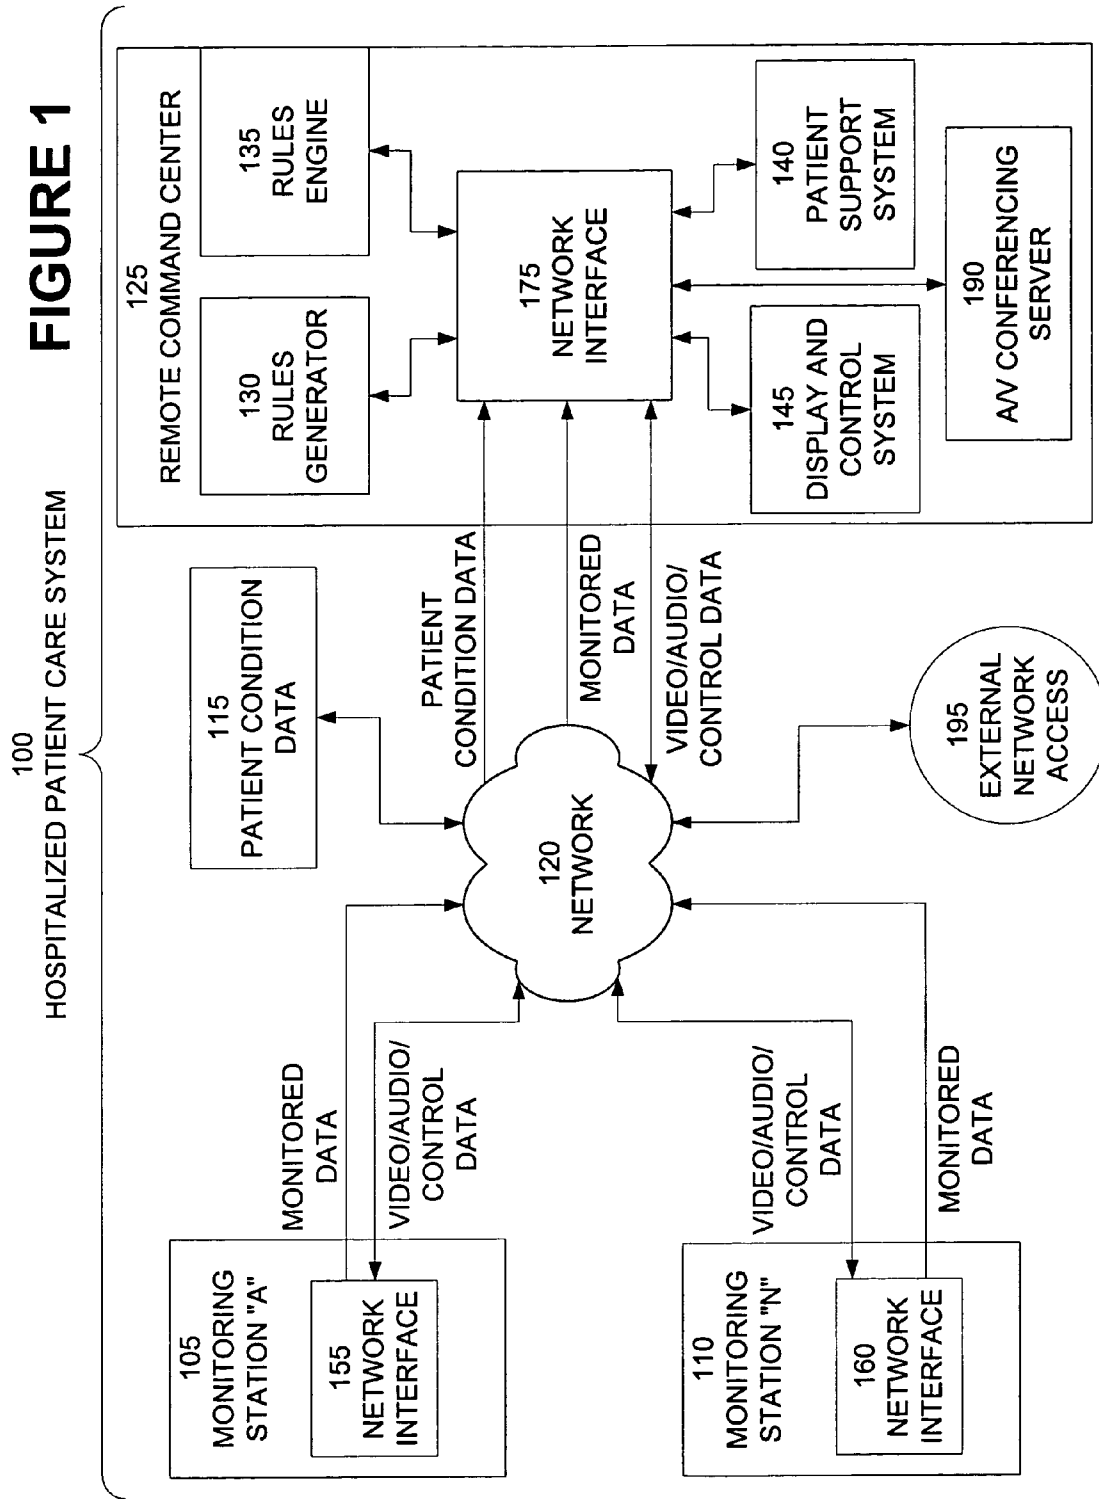 FIGURE 1
100
HOSPITALIZED PATIENT CARE SYSTEM
105
MONITORING
STATION "A"
155
NETWORK
INTERFACE
MONITORED
DATA
VIDEO/AUDIO/
CONTROL
DATA
110
MONITORING
STATION "N"
160
NETWORK
INTERFACE
VIDEO/AUDIO/
CONTROL
DATA
MONITORED
DATA
115
PATIENT CONDITION
DATA
120
NETWORK
195
EXTERNAL
NETWORK
ACCESS
PATIENT
CONDITION DATA
MONITORED
DATA
VIDEO/AUDIO/
CONTROL DATA
125
REMOTE COMMAND CENTER
130
RULES
GENERATOR
135
RULES
ENGINE
175
NETWORK
INTERFACE
145
DISPLAY AND
CONTROL
SYSTEM
140
PATIENT
SUPPORT
SYSTEM
190
A/V CONFERENCING
SERVER